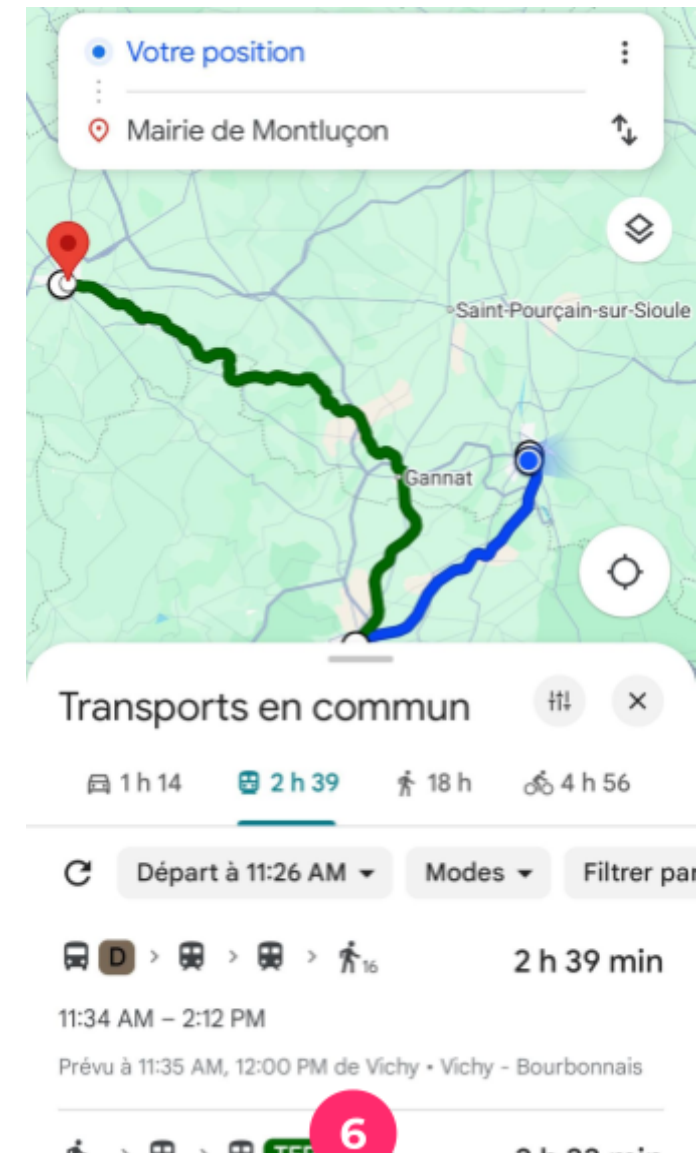 Votre position
Mairie de Montluçon
Saint-Pourçain-sur-Sioule
Gannat
Transports en commun
1 h 14 2 h 39 18 h 4 h 56
Départ à 11:26 AM Modes Filtrer par
D 16 2 h 39 min
11:34 AM – 2:12 PM
Prévu à 11:35 AM, 12:00 PM de Vichy • Vichy - Bourbonnais
6